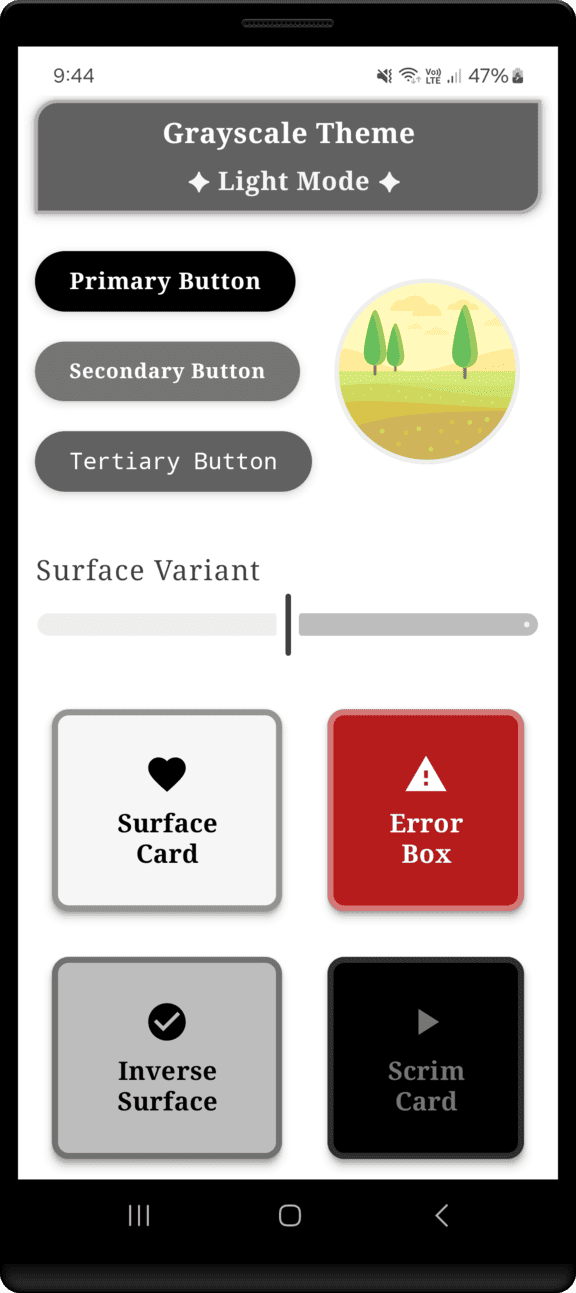 9:44
Vo))
LTE
47%
Grayscale Theme
✦ Light Mode ✦
Primary Button
Secondary Button
Tertiary Button
Surface Variant
Surface
Card
Error
Box
Inverse
Surface
Scrim
Card